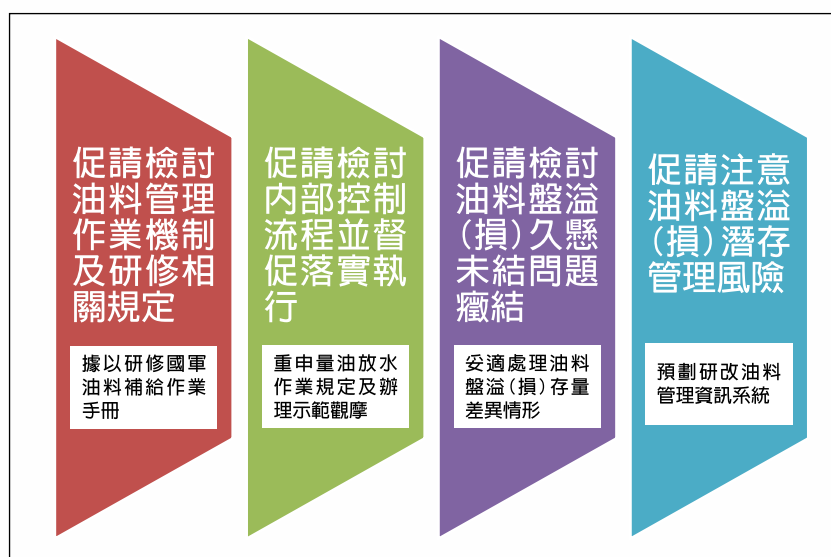 促請檢討
油料管理
作業機制
及研修相
關規定
據以研修國軍
油料補給作業
手冊
促請檢討
內部控制
流程並督
促落實執
行
重申量油放水
作業規定及辦
理示範觀摩
促請檢討
油料盤溢
(損)久懸
未結問題
癥結
妥適處理油料
盤溢(損)存量
差異情形
促請注意
油料盤溢
(損)潛存
管理風險
預劃研改油料
管理資訊系統